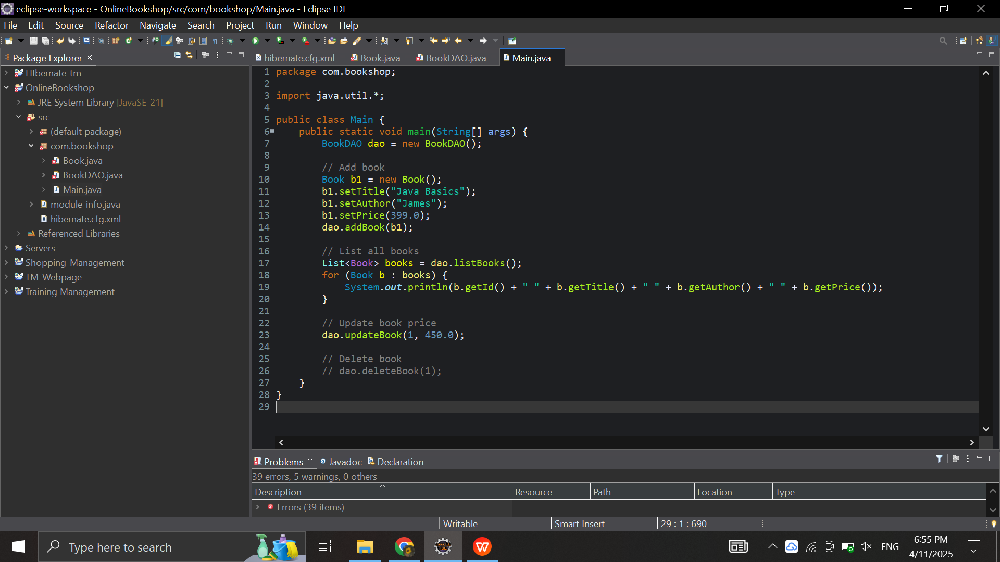 eclipse-workspace - OnlineBookshop/src/com/bookshop/Main.java - Eclipse IDE
File Edit Source Refactor Navigate Search Project Run Window Help
Package Explorer
HIbernate_tm
OnlineBookshop
JRE System Library [JavaSE-21]
src
(default package)
com.bookshop
Book.java
BookDAO.java
Main.java
module-info.java
hibernate.cfg.xml
Referenced Libraries
Servers
Shopping_Management
TM_Webpage
Training Management
hibernate.cfg.xml Book.java BookDAO.java Main.java
1 package com.bookshop;
2
3 import java.util.*;
4
5 public class Main {
6 public static void main(String[] args) {
7 BookDAO dao = new BookDAO();
8
9 // Add book
10 Book b1 = new Book();
11 b1.setTitle("Java Basics");
12 b1.setAuthor("James");
13 b1.setPrice(399.0);
14 dao.addBook(b1);
15
16 // List all books
17 List<Book> books = dao.listBooks();
18 for (Book b : books) {
19 System.out.println(b.getId() + " " + b.getTitle() + " " + b.getAuthor() + " " + b.getPrice());
20 }
21
22 // Update book price
23 dao.updateBook(1, 450.0);
24
25 // Delete book
26 // dao.deleteBook(1);
27 }
28 }
29
Problems Javadoc Declaration
39 errors, 5 warnings, 0 others
Description Resource Path Location Type
Errors (39 items)
Writable Smart Insert 29 : 1 : 690
Type here to search
ENG
6:55 PM
4/11/2025